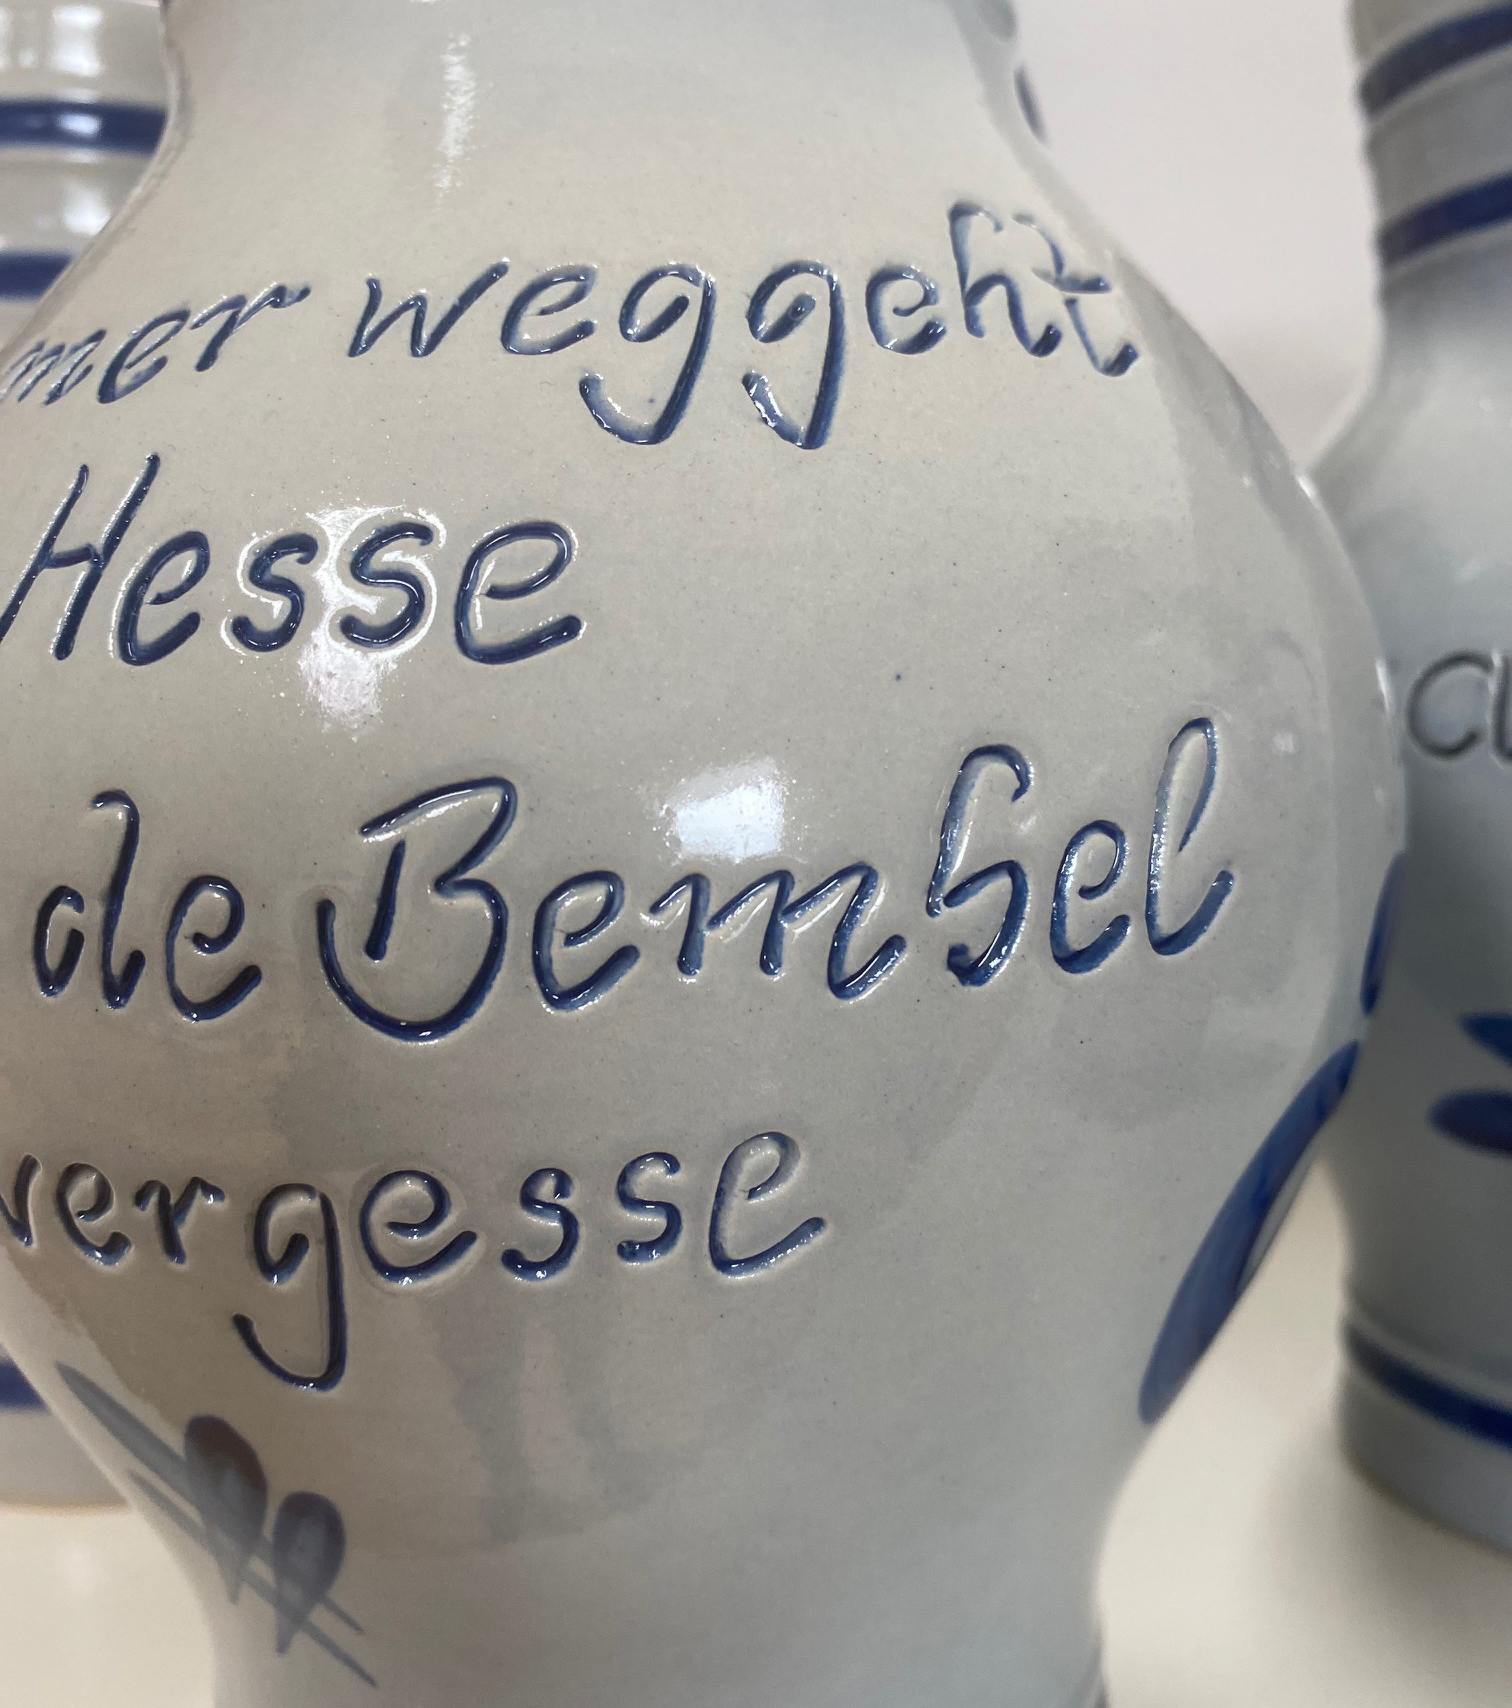 mer weggeht
Hesse
de Bembel
vergesse